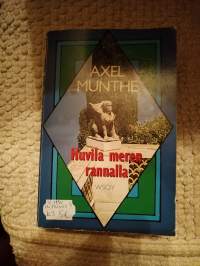 AXEL
MUNTHE
Huvila meren
rannalla
WSOY